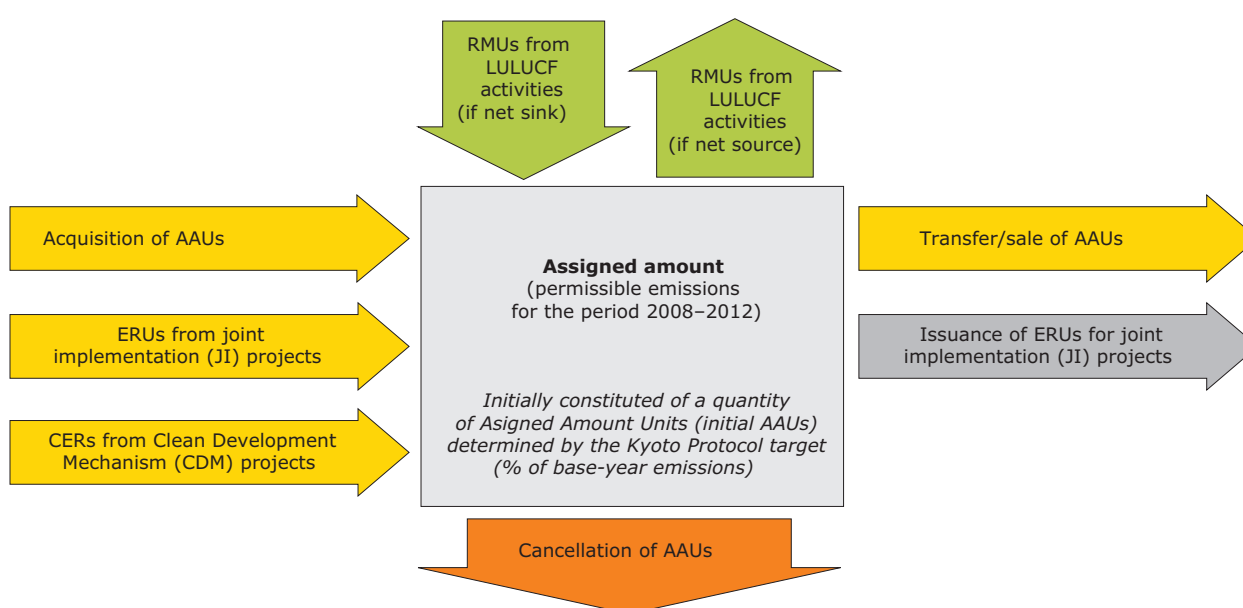 RMUs from
LULUCF
activities
(if net sink)
RMUs from
LULUCF
activities
(if net source)
Acquisition of AAUs
Transfer/sale of AAUs
Assigned amount
(permissible emissions
for the period 2008–2012)
ERUs from joint
implementation (JI) projects
Issuance of ERUs for joint
implementation (JI) projects
Initially constituted of a quantity
of Asigned Amount Units (initial AAUs)
determined by the Kyoto Protocol target
(% of base-year emissions)
CERs from Clean Development
Mechanism (CDM) projects
Cancellation of AAUs